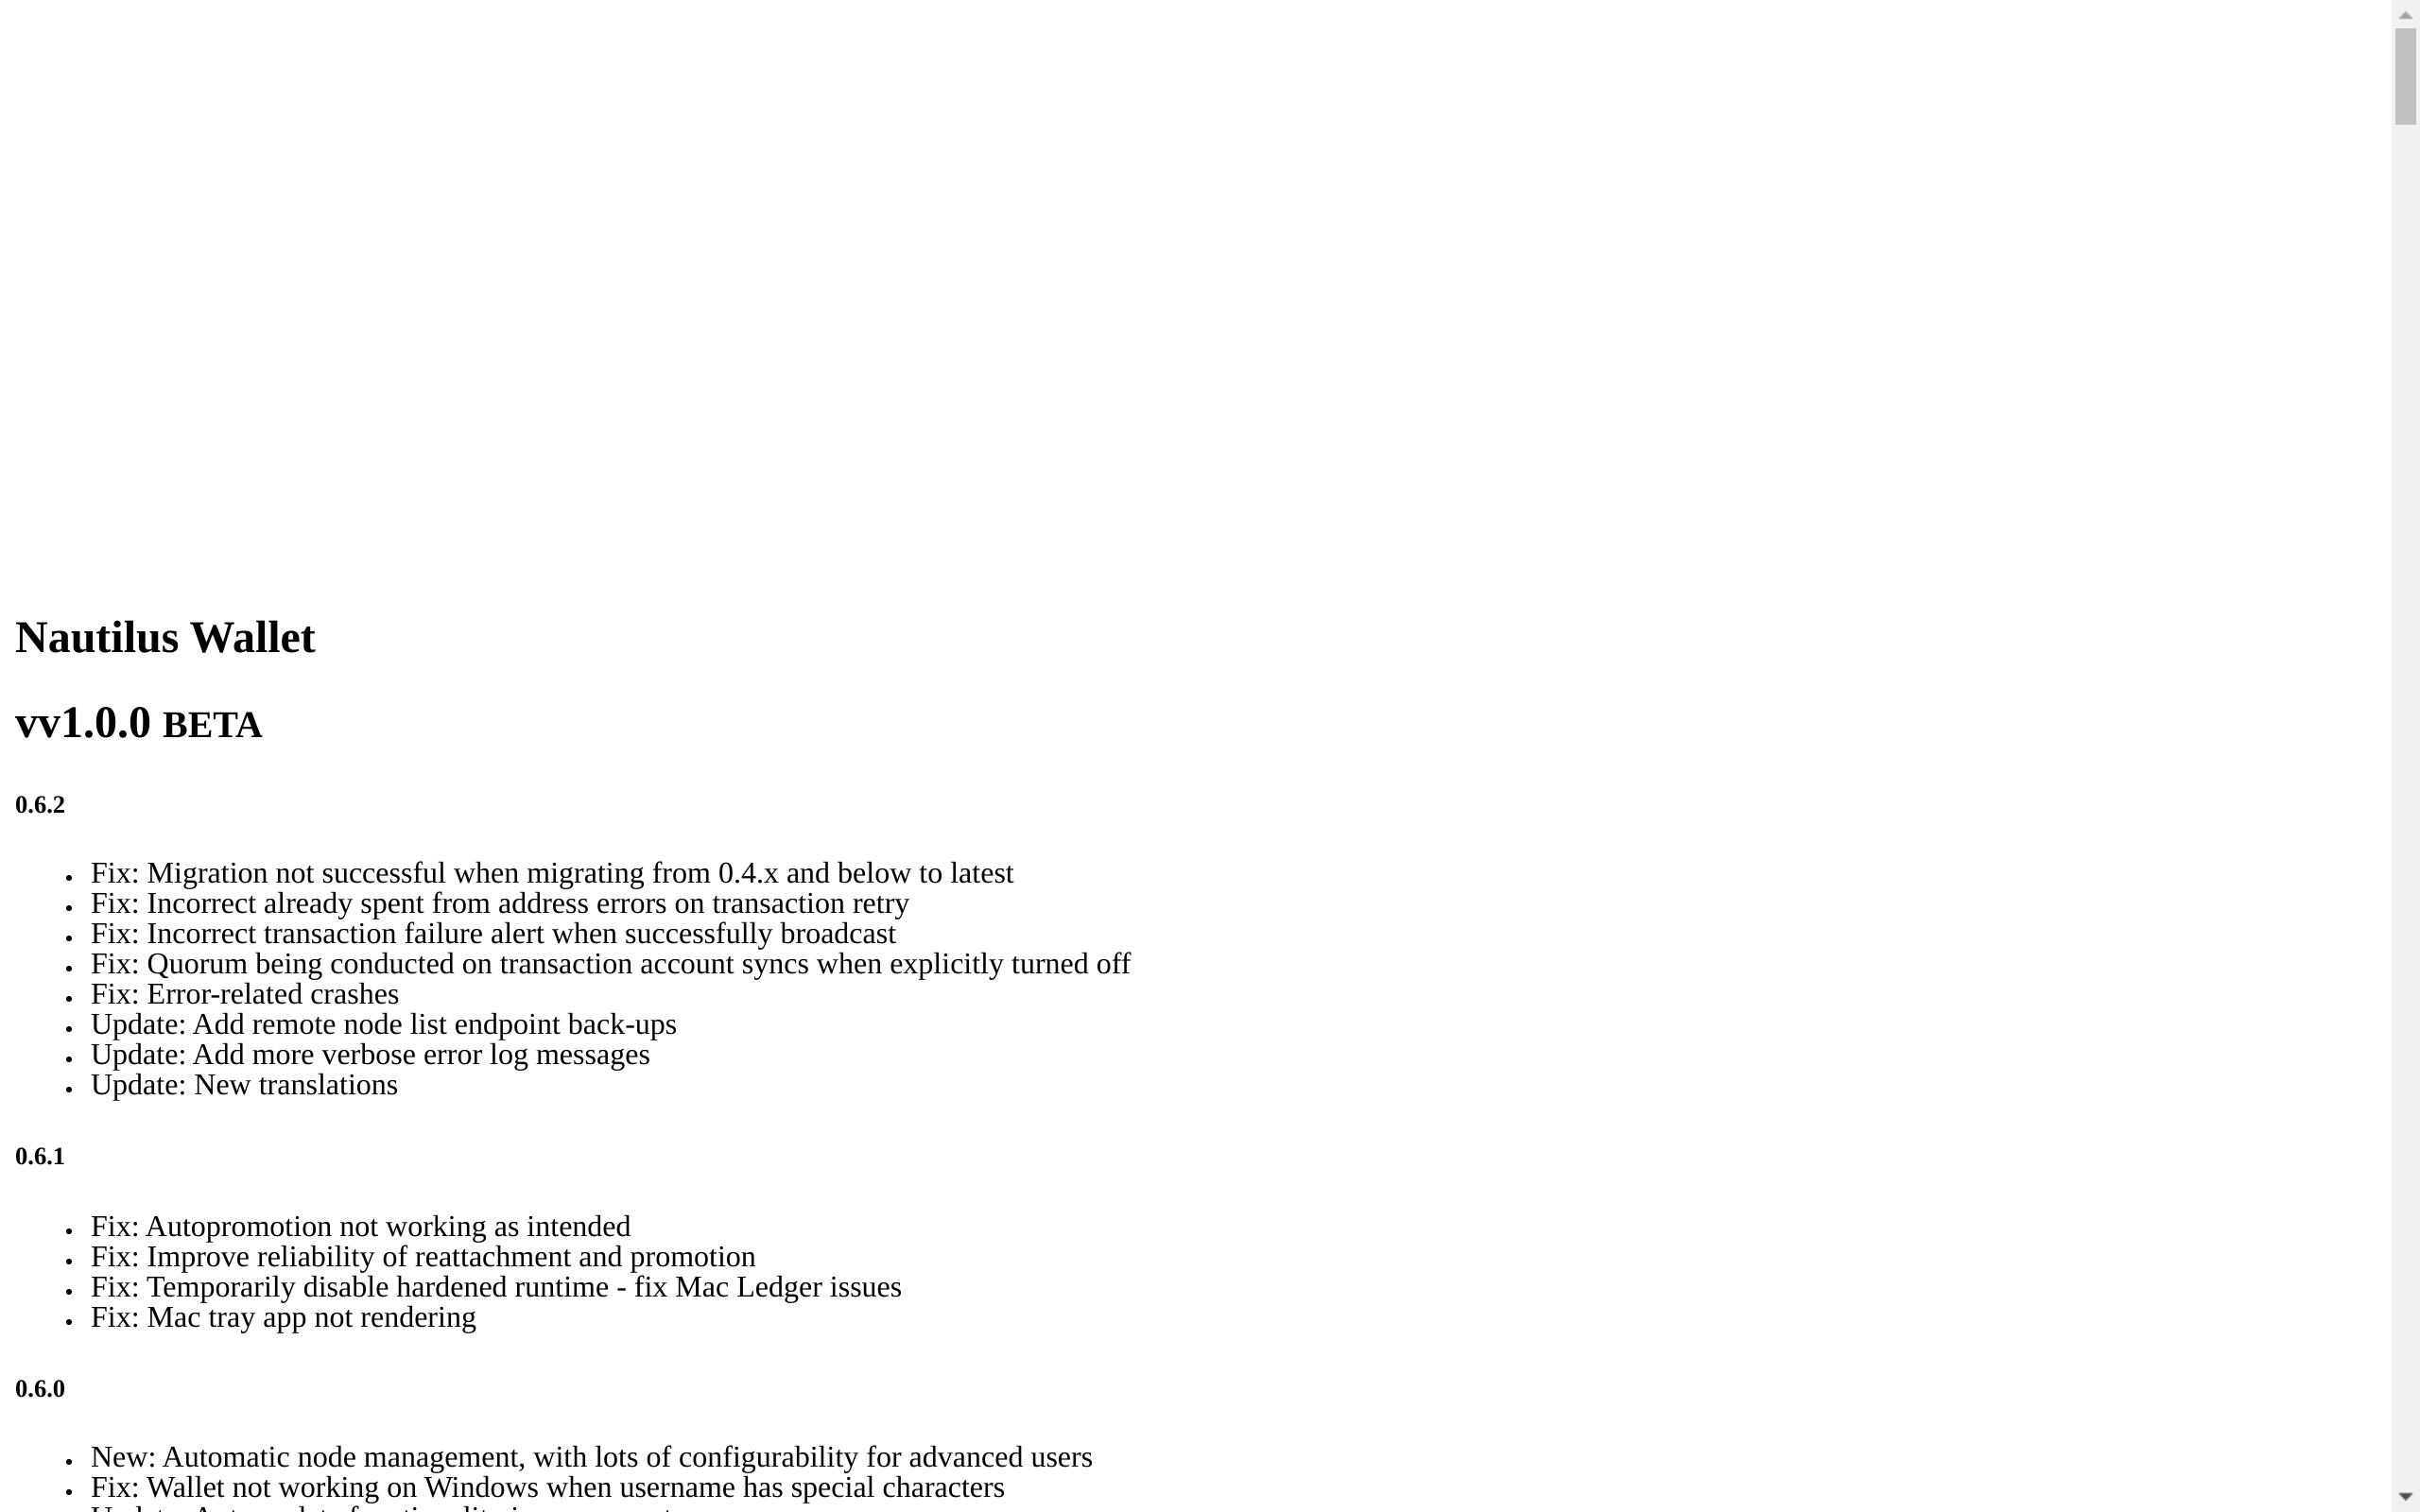 Nautilus Wallet
vv1.0.0 BETA
0.6.2
Fix: Migration not successful when migrating from 0.4.x and below to latest
Fix: Incorrect already spent from address errors on transaction retry
Fix: Incorrect transaction failure alert when successfully broadcast
Fix: Quorum being conducted on transaction account syncs when explicitly turned off
Fix: Error-related crashes
Update: Add remote node list endpoint back-ups
Update: Add more verbose error log messages
Update: New translations
0.6.1
Fix: Autopromotion not working as intended
Fix: Improve reliability of reattachment and promotion
Fix: Temporarily disable hardened runtime - fix Mac Ledger issues
Fix: Mac tray app not rendering
0.6.0
New: Automatic node management, with lots of configurability for advanced users
Fix: Wallet not working on Windows when username has special characters